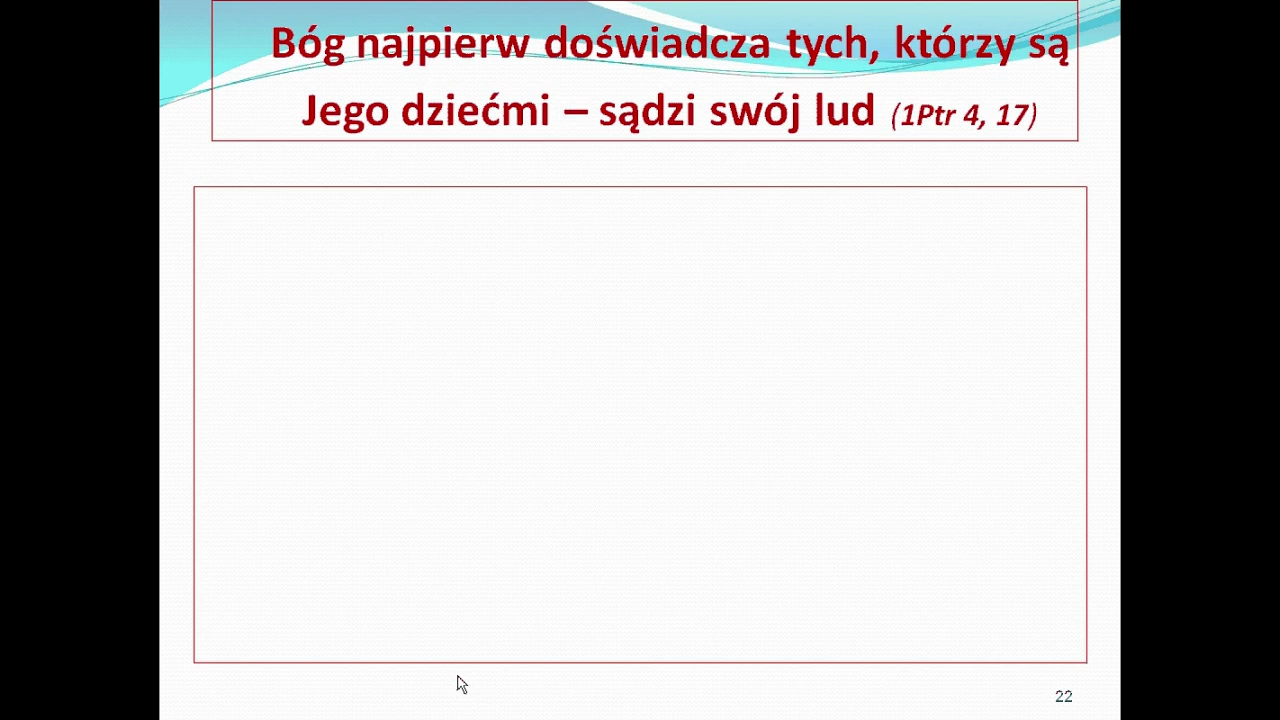 Bóg najpierw doświadcza tych, którzy są
Jego dziećmi – sądzi swój lud (1Ptr 4, 17)
22